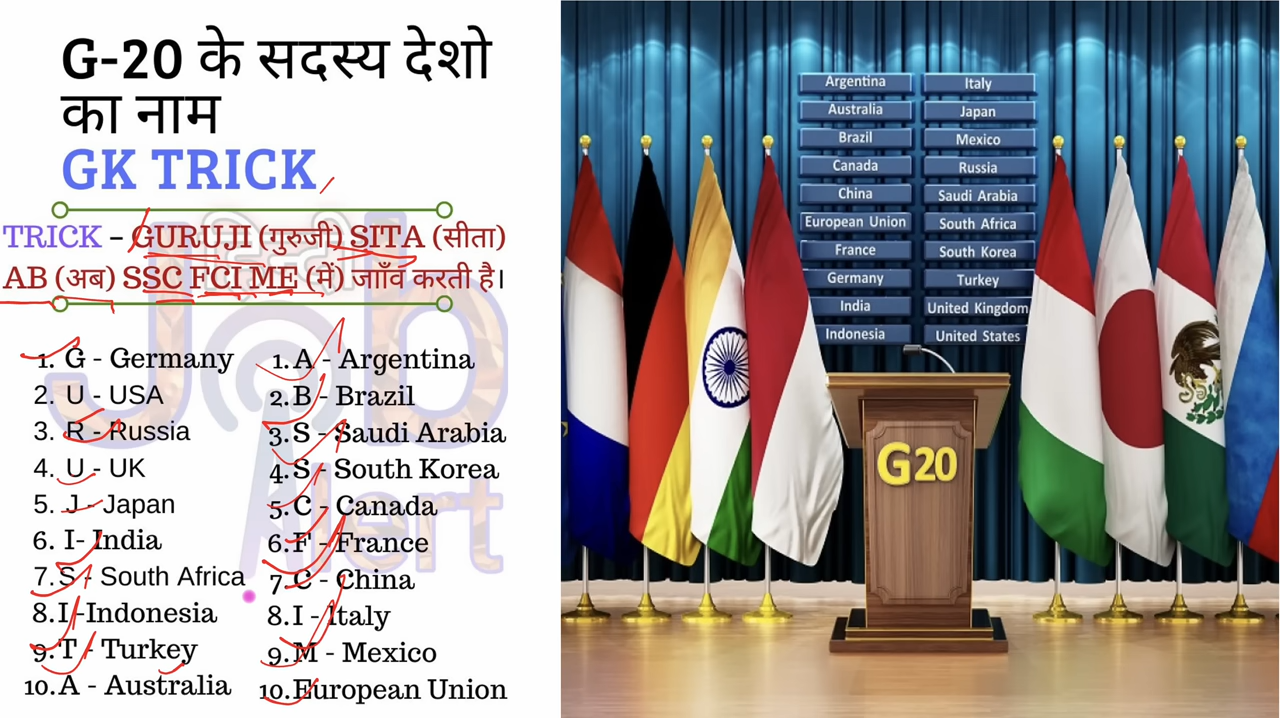 G-20 के सदस्य देशो
का नाम
GK TRICK
TRICK – GURUJI (गुरुजी) SITA (सीता)
AB (अब) SSC FCI ME (में) जाॅंव करती है।
1. G - Germany
2. U - USA
3. R - Russia
4. U - UK
5. J - Japan
6. I- India
7. S - South Africa
8.I -Indonesia
9. T - Turkey
10. A - Australia
1. A - Argentina
2. B - Brazil
3. S - Saudi Arabia
4. S - South Korea
5. C - Canada
6. F - France
7. C - China
8. I - Italy
9. M - Mexico
10. European Union
Job
Alert
Argentina
Australia
Brazil
Canada
China
European Union
France
Germany
India
Indonesia
Italy
Japan
Mexico
Russia
Saudi Arabia
South Africa
South Korea
Turkey
United Kingdom
United States
G20